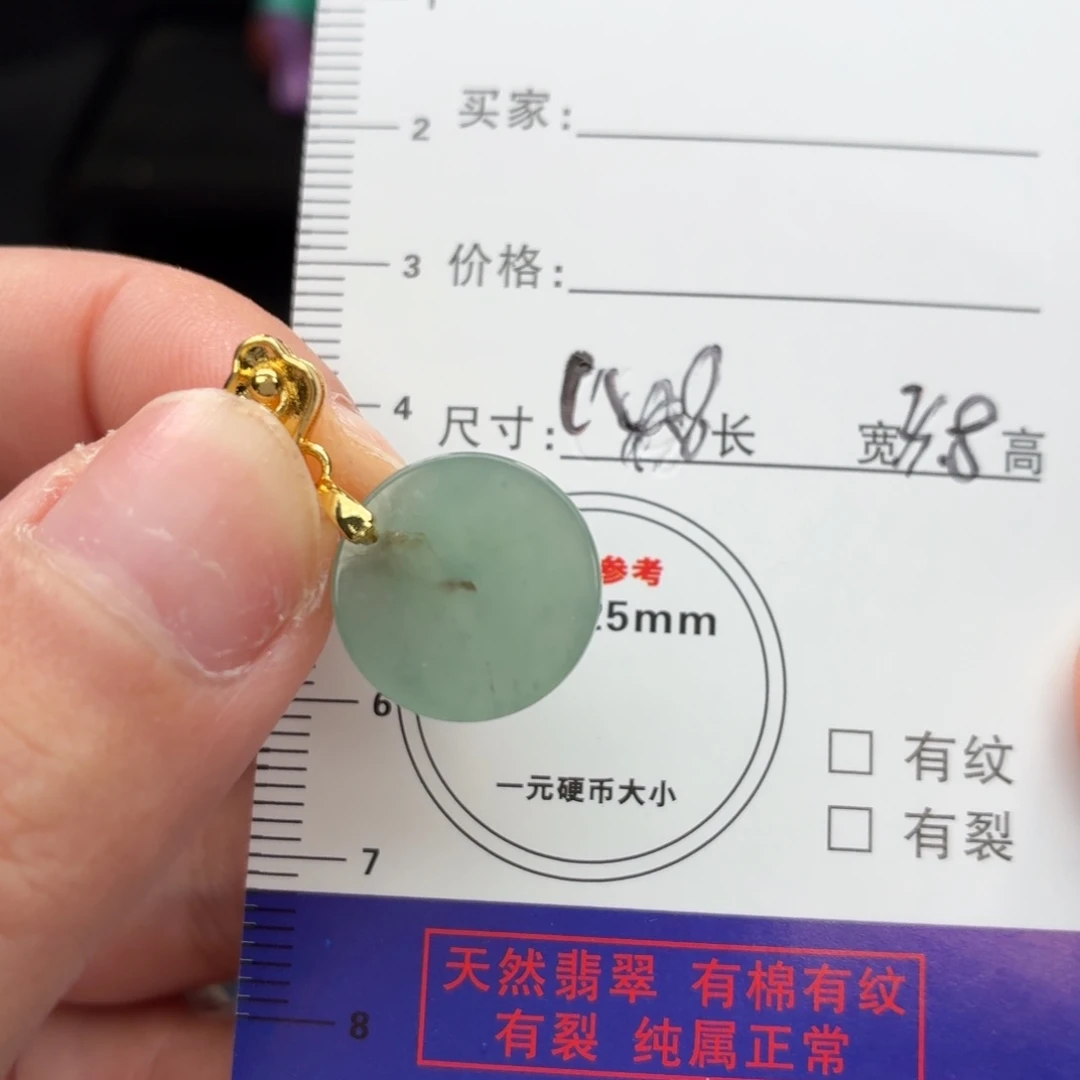 2 买家:
3 价格:
4 尺寸: 长 宽 .8 高
参考
25mm
6
一元硬币大小
□ 有纹
□ 有裂
7
天然翡翠 有棉有纹
有裂 纯属正常
8